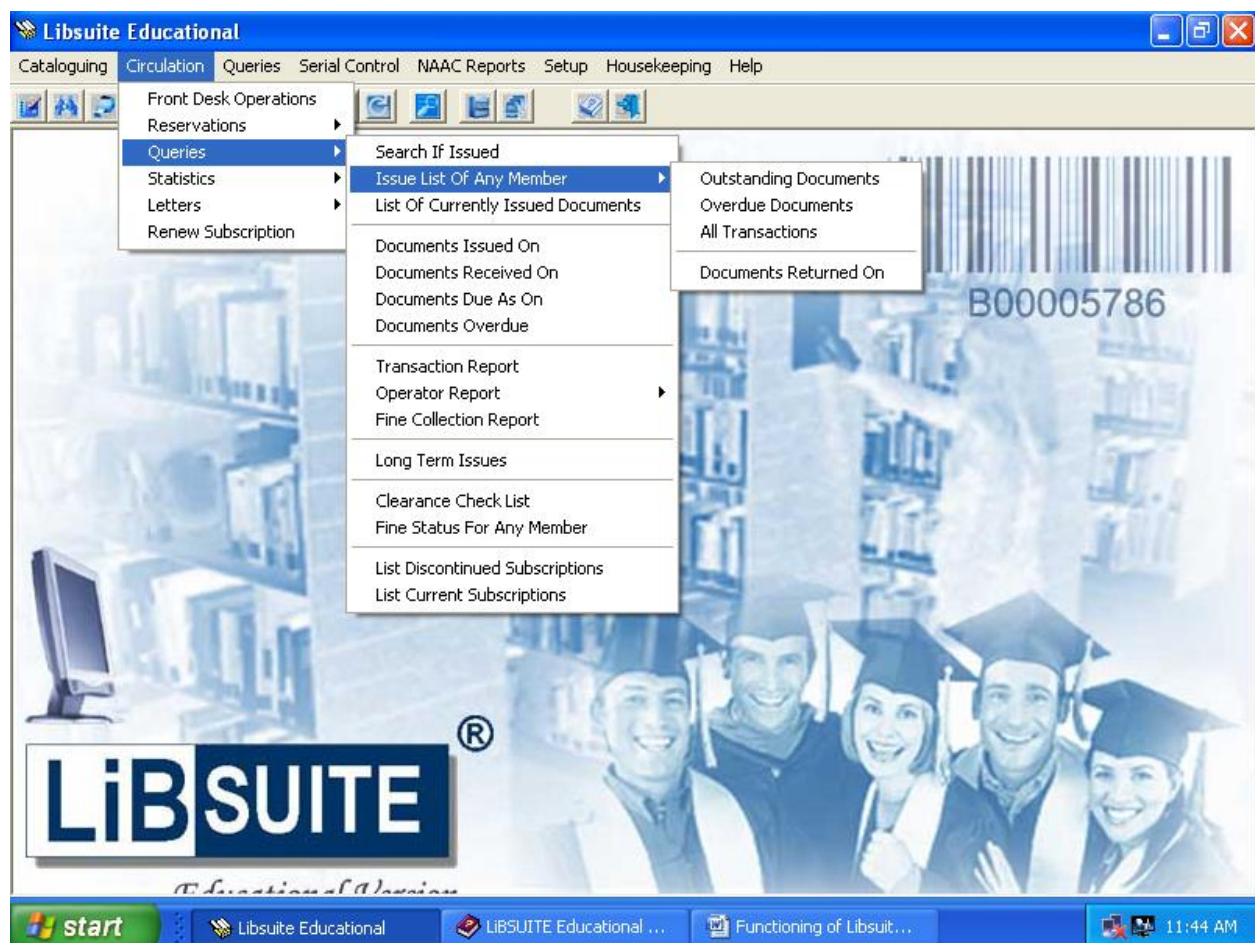 Libsuite Educational
Cataloguing Circulation Queries Serial Control NAAC Reports Setup Housekeeping Help
Front Desk Operations
Reservations
Queries
Statistics
Letters
Renew Subscription
Search If Issued
Issue List Of Any Member
List Of Currently Issued Documents
Documents Issued On
Documents Received On
Documents Due As On
Documents Overdue
Transaction Report
Operator Report
Fine Collection Report
Long Term Issues
Clearance Check List
Fine Status For Any Member
List Discontinued Subscriptions
List Current Subscriptions
Outstanding Documents
Overdue Documents
All Transactions
Documents Returned On
B00005786
LiBSUITE ®
Educational Version
start Libsuite Educational LiBSUITE Educational ... Functioning of Libsuit... 11:44 AM